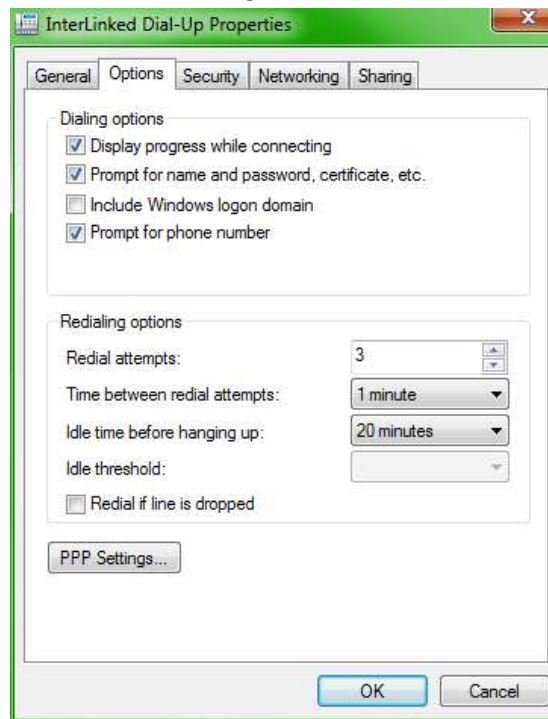 InterLinked Dial-Up Properties
General Options Security Networking Sharing
Dialing options
Display progress while connecting
Prompt for name and password, certificate, etc.
Include Windows logon domain
Prompt for phone number
Redialing options
Redial attempts: 3
Time between redial attempts: 1 minute
Idle time before hanging up: 20 minutes
Idle threshold:
Redial if line is dropped
PPP Settings...
OK Cancel